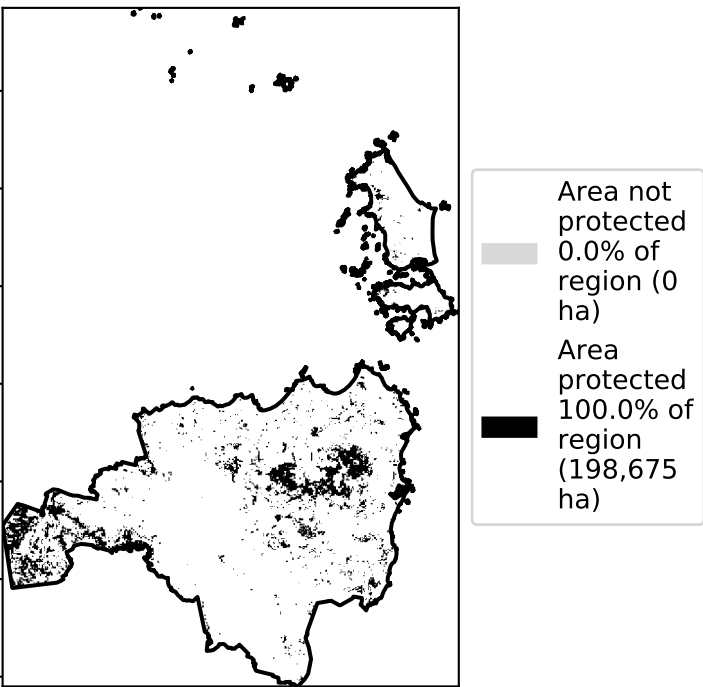 Area not
protected
0.0% of
region (0
ha)
Area
protected
100.0% of
region
(198,675
ha)